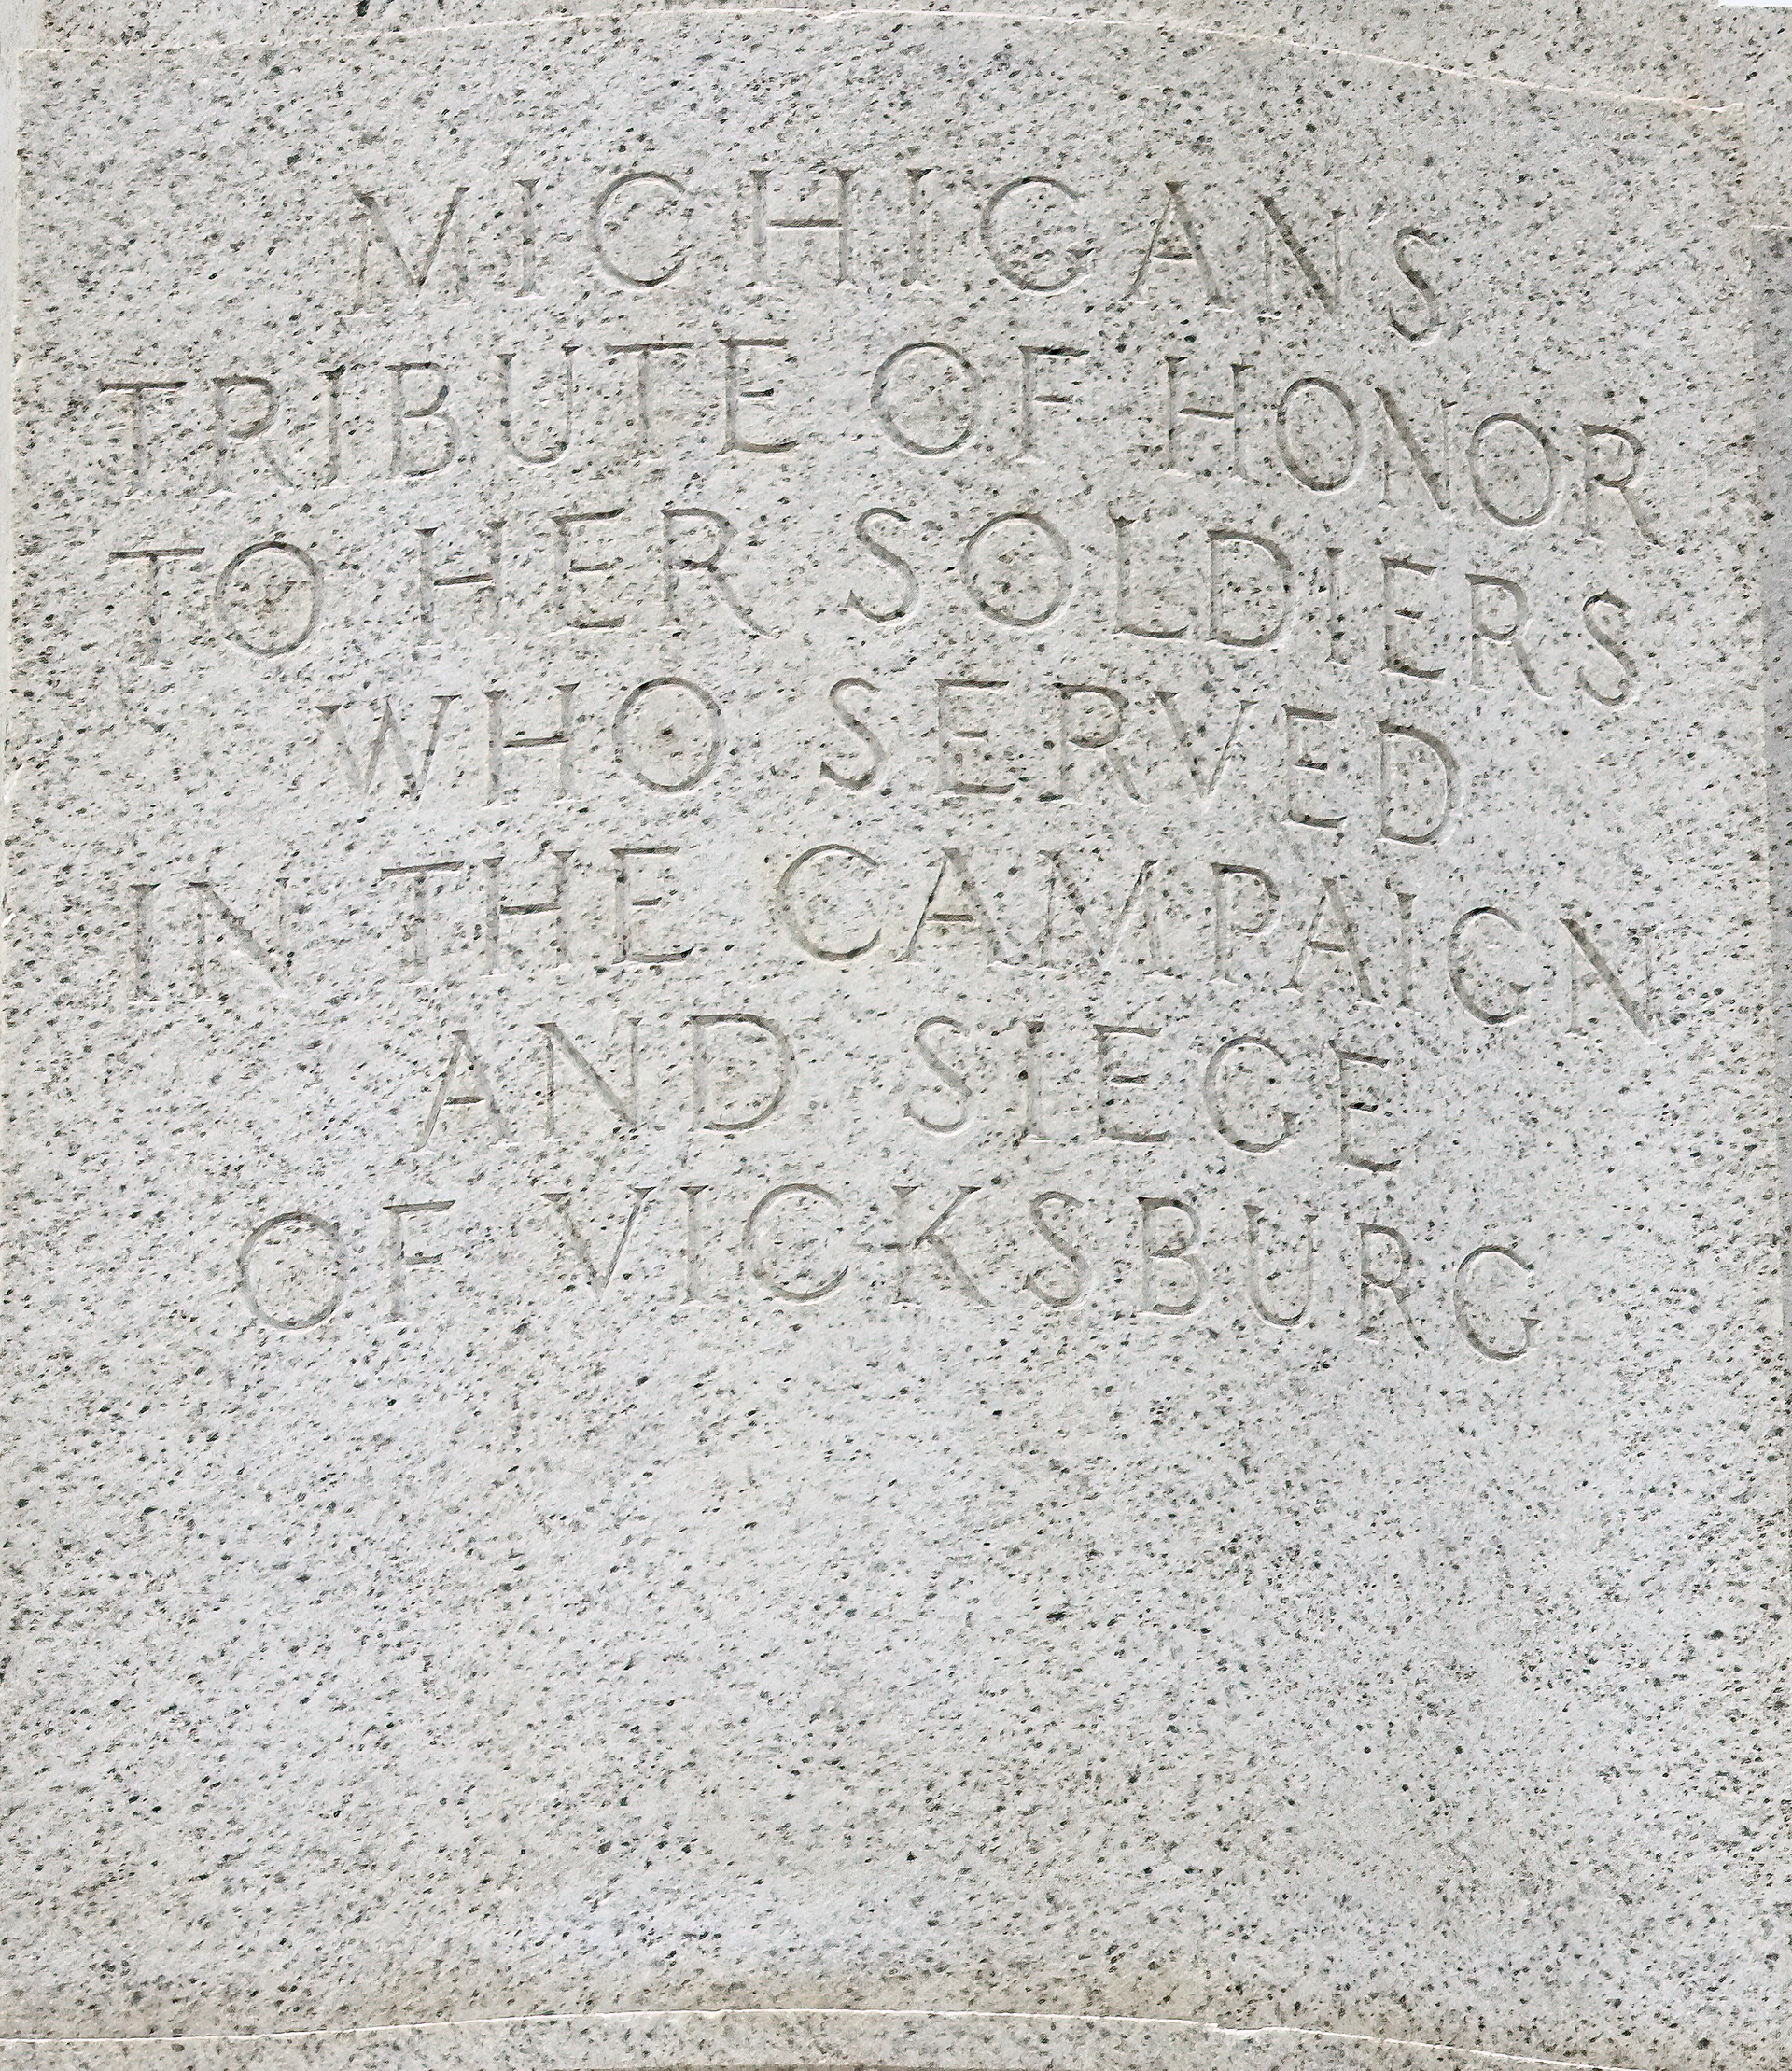 MICHIGANS
TRIBUTE OF HONOR
TO HER SOLDIERS
WHO SERVED
IN THE CAMPAIGN
AND SIEGE
OF VICKSBURG